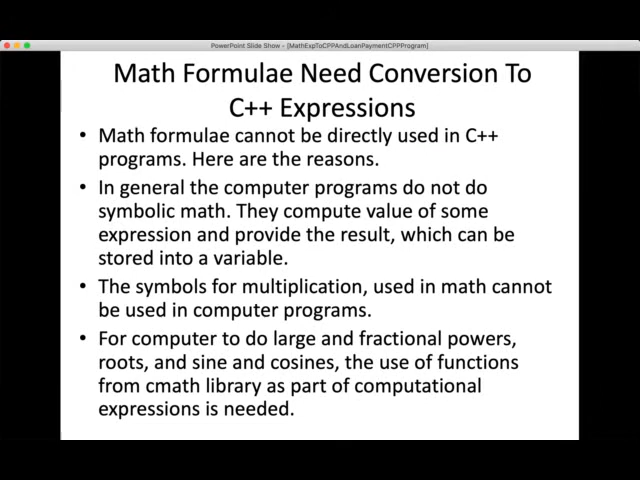 PowerPoint Slide Show - [MathExpToCPPAndLoanPaymentCPPProgram]
Math Formulae Need Conversion To
C++ Expressions
• Math formulae cannot be directly used in C++
programs. Here are the reasons.
• In general the computer programs do not do
symbolic math. They compute value of some
expression and provide the result, which can be
stored into a variable.
• The symbols for multiplication, used in math cannot
be used in computer programs.
• For computer to do large and fractional powers,
roots, and sine and cosines, the use of functions
from cmath library as part of computational
expressions is needed.